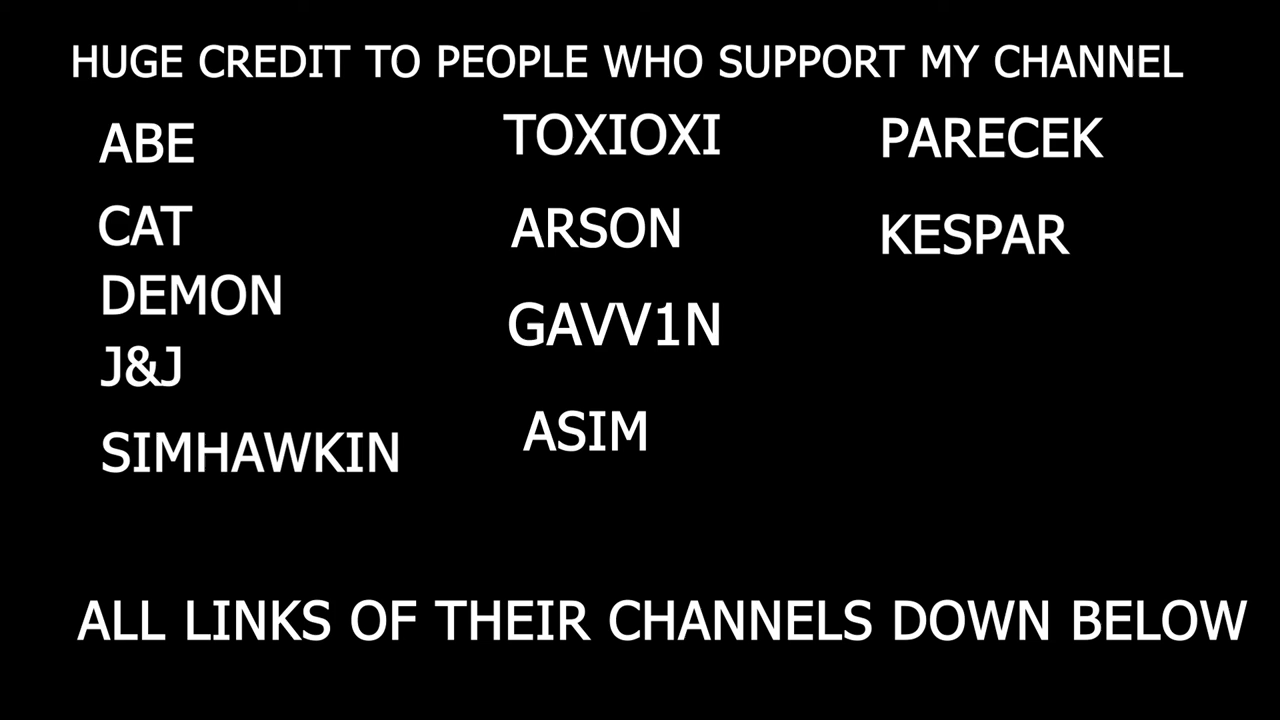 HUGE CREDIT TO PEOPLE WHO SUPPORT MY CHANNEL
ABE
CAT
DEMON
J&J
SIMHAWKIN
TOXIOXI
ARSON
GAVV1N
ASIM
PARECEK
KESPAR
ALL LINKS OF THEIR CHANNELS DOWN BELOW